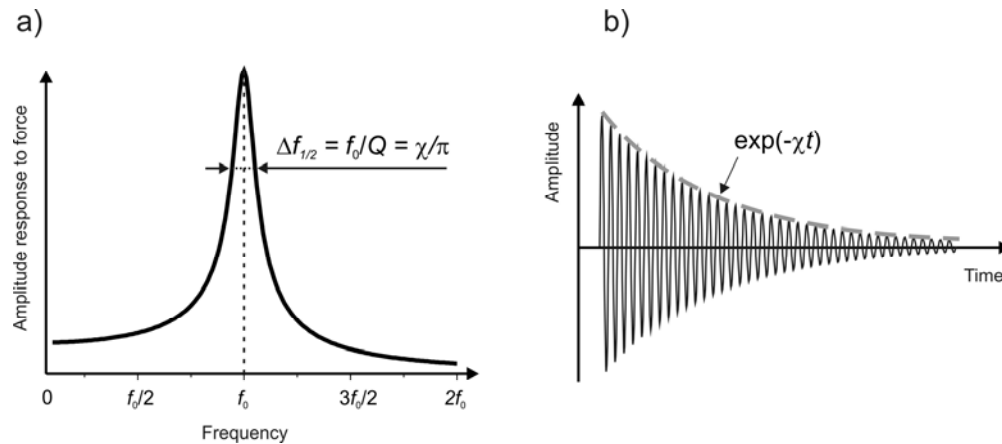 a)
Amplitude response to force
Δf1/2 = f0/Q = χ/π
0 f0/2 f0 3f0/2 2f0
Frequency
b)
Amplitude
exp(-χt)
Time